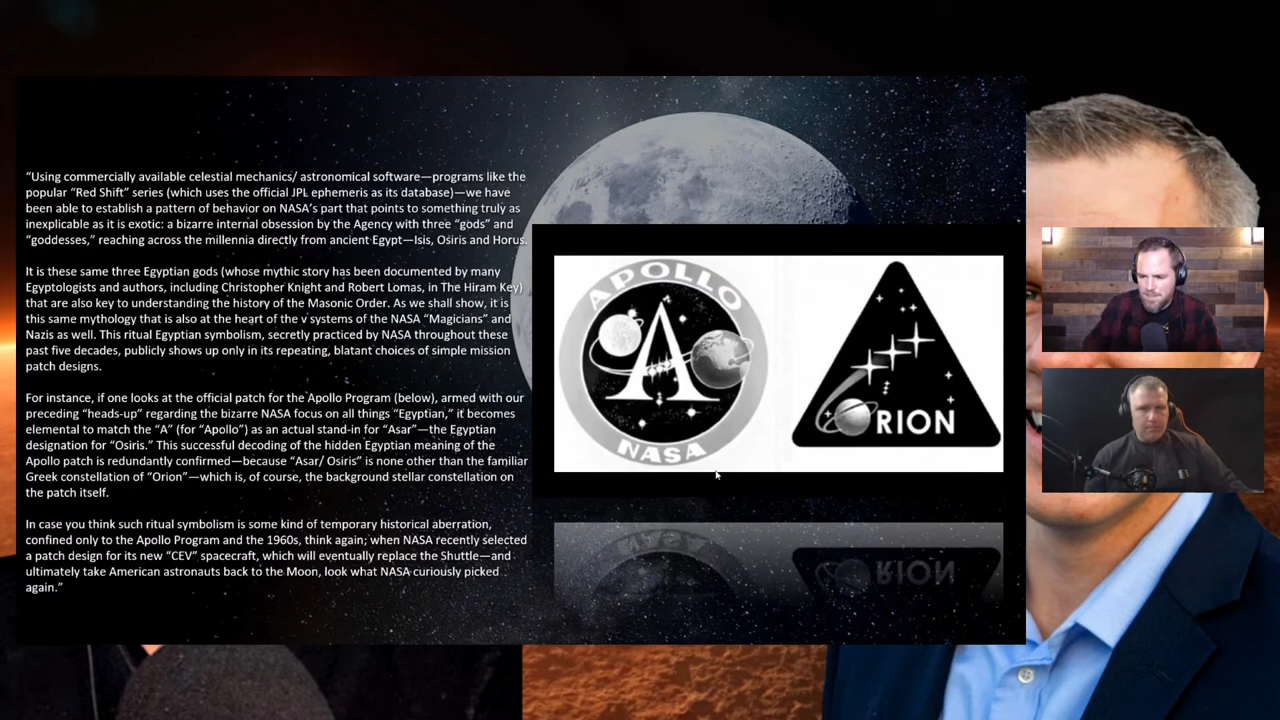 “Using commercially available celestial mechanics/ astronomical software—programs like the
popular “Red Shift” series (which uses the official JPL ephemeris as its database)—we have
been able to establish a pattern of behavior on NASA’s part that points to something truly as
inexplicable as it is exotic: a bizarre internal obsession by the Agency with three “gods” and
“goddesses,” reaching across the millennia directly from ancient Egypt—Isis, Osiris and Horus.
It is these same three Egyptian gods (whose mythic story has been documented by many
Egyptologists and authors, including Christopher Knight and Robert Lomas, in The Hiram Key)
that are also key to understanding the history of the Masonic Order. As we shall show, it is
this same mythology that is also at the heart of the v systems of the NASA “Magicians” and
Nazis as well. This ritual Egyptian symbolism, secretly practiced by NASA throughout these
past five decades, publicly shows up only in its repeating, blatant choices of simple mission
patch designs.
For instance, if one looks at the official patch for the Apollo Program (below), armed with our
preceding “heads-up” regarding the bizarre NASA focus on all things “Egyptian,” it becomes
elemental to match the “A” (for “Apollo”) as an actual stand-in for “Asar”—the Egyptian
designation for “Osiris.” This successful decoding of the hidden Egyptian meaning of the
Apollo patch is redundantly confirmed—because “Asar/ Osiris” is none other than the familiar
Greek constellation of “Orion”—which is, of course, the background stellar constellation on
the patch itself.
In case you think such ritual symbolism is some kind of temporary historical aberration,
confined only to the Apollo Program and the 1960s, think again; when NASA recently selected
a patch design for its new “CEV” spacecraft, which will eventually replace the Shuttle—and
ultimately take American astronauts back to the Moon, look what NASA curiously picked
again.”
APOLLO
A
NASA
ORION